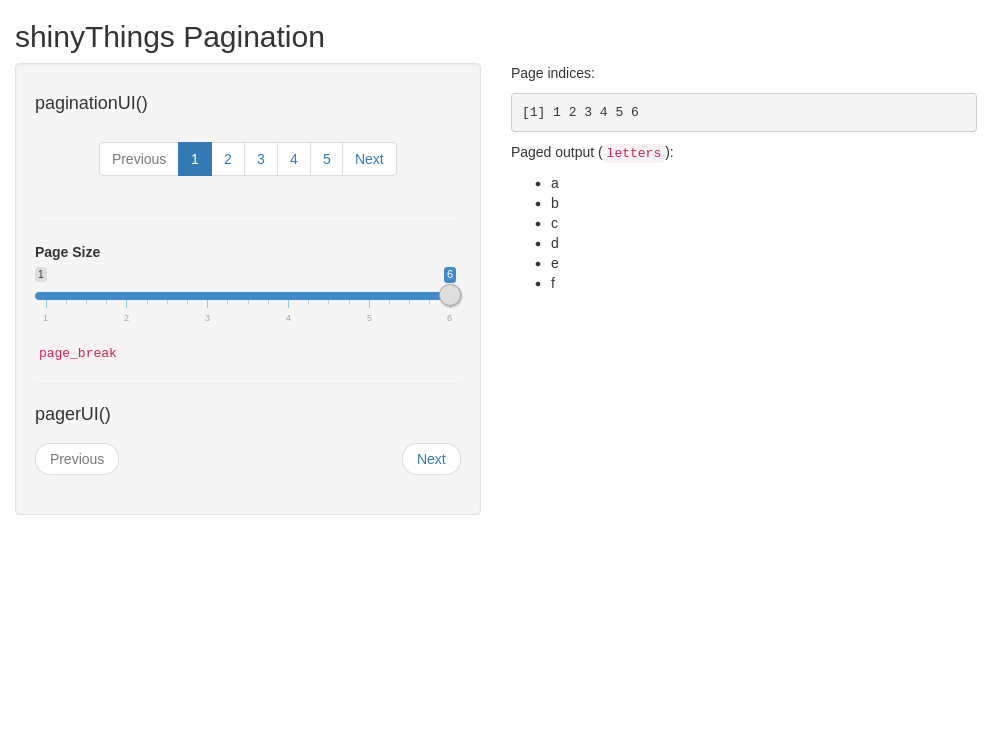 shinyThings Pagination
paginationUI()
Previous 1 2 3 4 5 Next
Page Size
1 6
1 2 3 4 5 6
page_break
pagerUI()
Previous Next
Page indices:
[1] 1 2 3 4 5 6
Paged output (letters):
• a
• b
• c
• d
• e
• f